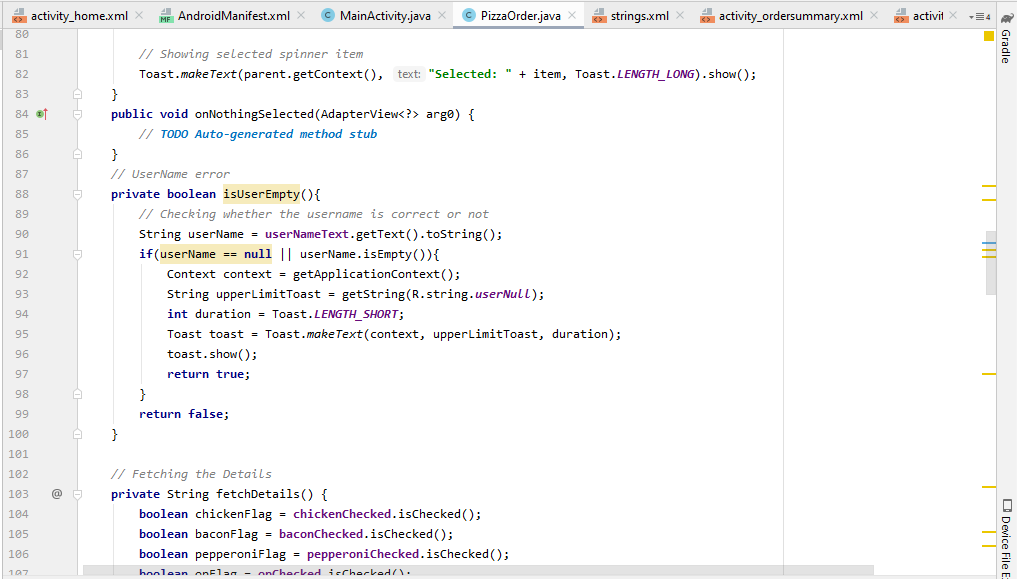 activity_home.xml AndroidManifest.xml MainActivity.java PizzaOrder.java strings.xml activity_ordersummary.xml activit 4
Gradle
80
81 // Showing selected spinner item
82 Toast.makeText(parent.getContext(), text: "Selected: " + item, Toast.LENGTH_LONG).show();
83 }
84 public void onNothingSelected(AdapterView<?> arg0) {
85 // TODO Auto-generated method stub
86 }
87 // UserName error
88 private boolean isUserEmpty(){
89 // Checking whether the username is correct or not
90 String userName = userNameText.getText().toString();
91 if(userName == null || userName.isEmpty()){
92 Context context = getApplicationContext();
93 String upperLimitToast = getString(R.string.userNull);
94 int duration = Toast.LENGTH_SHORT;
95 Toast toast = Toast.makeText(context, upperLimitToast, duration);
96 toast.show();
97 return true;
98 }
99 return false;
100 }
101
102 // Fetching the Details
103 @ private String fetchDetails() {
104 boolean chickenFlag = chickenChecked.isChecked();
105 boolean baconFlag = baconChecked.isChecked();
106 boolean pepperoniFlag = pepperoniChecked.isChecked();
107 boolean onFlag = onChecked.isChecked();
Device File E